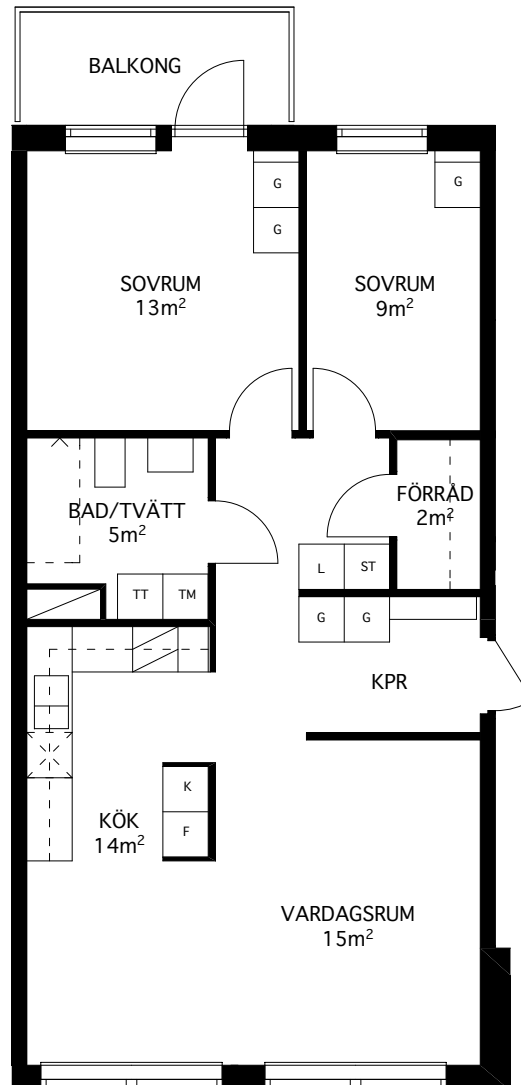 BALKONG
G
G
G
SOVRUM
13m²
SOVRUM
9m²
BAD/TVÄTT
5m²
FÖRRÅD
2m²
L
ST
TT
TM
G
G
KPR
K
F
KÖK
14m²
VARDAGSRUM
15m²